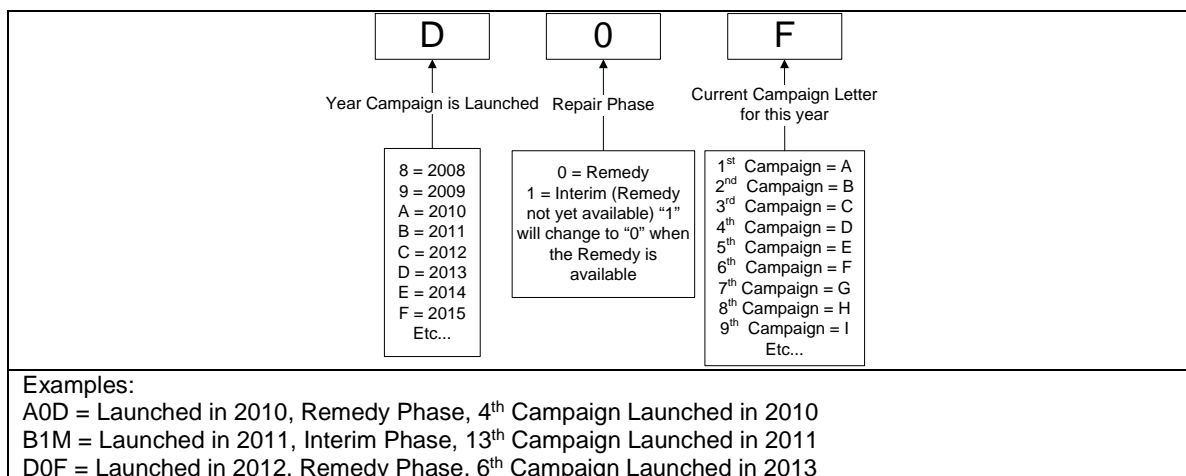 D 0 F
Year Campaign is Launched
Repair Phase
Current Campaign Letter
for this year
8 = 2008
9 = 2009
A = 2010
B = 2011
C = 2012
D = 2013
E = 2014
F = 2015
Etc...
0 = Remedy
1 = Interim (Remedy
not yet available) “1”
will change to “0” when
the Remedy is
available
1st Campaign = A
2nd Campaign = B
3rd Campaign = C
4th Campaign = D
5th Campaign = E
6th Campaign = F
7th Campaign = G
8th Campaign = H
9th Campaign = I
Etc...
Examples:
A0D = Launched in 2010, Remedy Phase, 4th Campaign Launched in 2010
B1M = Launched in 2011, Interim Phase, 13th Campaign Launched in 2011
D0F = Launched in 2012, Remedy Phase, 6th Campaign Launched in 2013